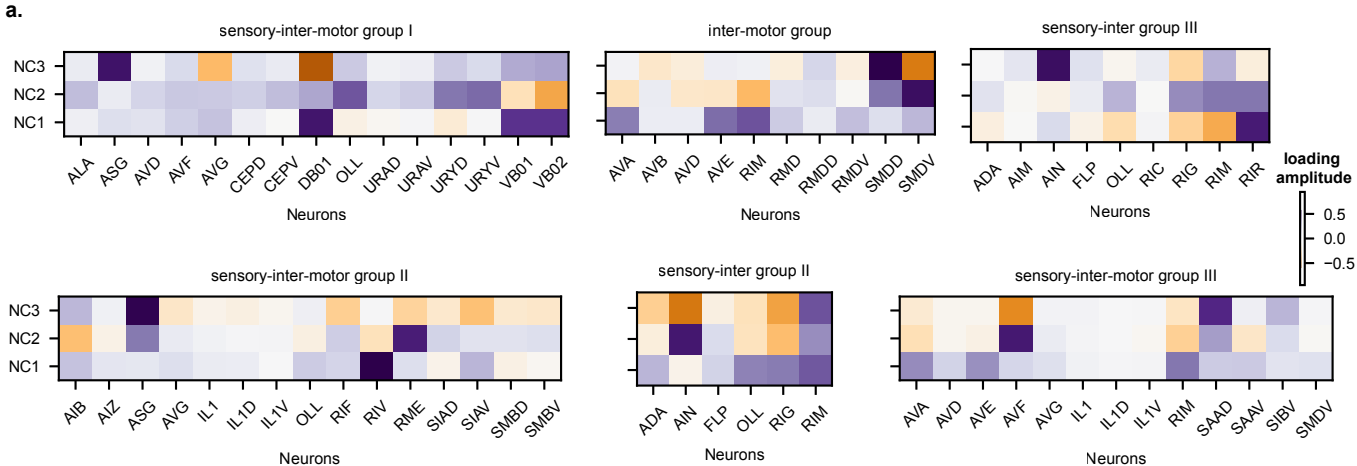 a.
sensory-inter-motor group I
NC3
NC2
NC1
ALA ASG AVD AVF AVG CEPD CEPV DB01 OLL URAD URAV URYD URYV VB01 VB02
Neurons
inter-motor group
AVA AVB AVD AVE RIM RMD RMDD RMDV SMDD SMDV
Neurons
sensory-inter group III
ADA AIM AIN FLP OLL RIC RIG RIM RIR
Neurons
loading
amplitude
0.5
0.0
−0.5
sensory-inter-motor group II
NC3
NC2
NC1
AIB AIZ ASG AVG IL1 IL1D IL1V OLL RIF RIV RME SIAD SIAV SMBD SMBV
Neurons
sensory-inter group II
ADA AIN FLP OLL RIG RIM
Neurons
sensory-inter-motor group III
AVA AVD AVE AVF AVG IL1 IL1D IL1V RIM SAAD SAAV SIBV SMDV
Neurons